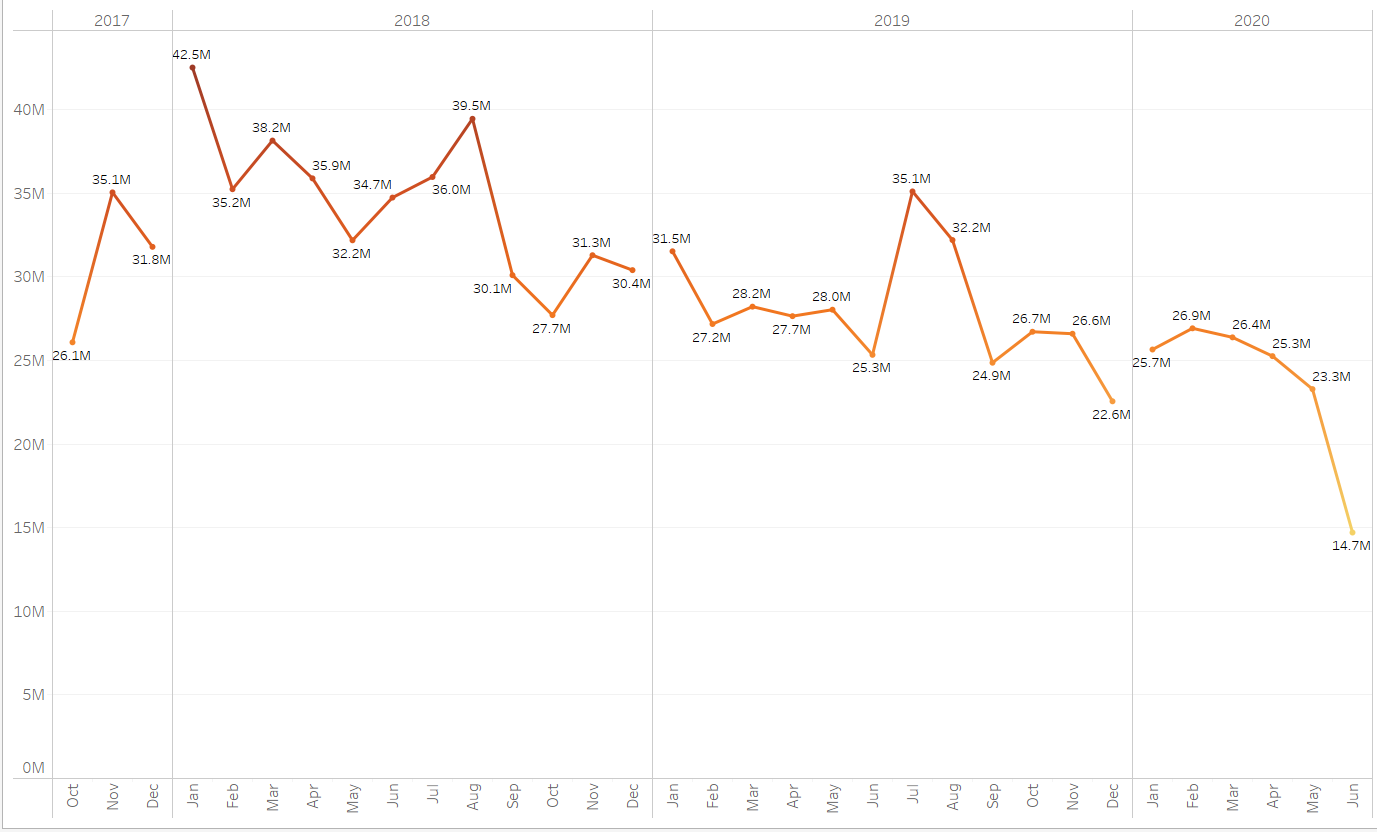 2017 2018 2019 2020
42.5M
40M
39.5M
38.2M
35.9M
35.1M
34.7M
36.0M
35.2M
35.1M
35M
32.2M
31.8M
32.2M
31.5M
31.3M
30.4M
30.1M
30M
27.7M
28.2M
28.0M
27.2M
27.7M
26.7M
26.6M
26.9M
26.4M
25.3M
26.1M
25M
25.3M
24.9M
25.7M
23.3M
22.6M
20M
15M
14.7M
10M
5M
0M
Oct Nov Dec Jan Feb Mar Apr May Jun Jul Aug Sep Oct Nov Dec Jan Feb Mar Apr May Jun Jul Aug Sep Oct Nov Dec Jan Feb Mar Apr May Jun